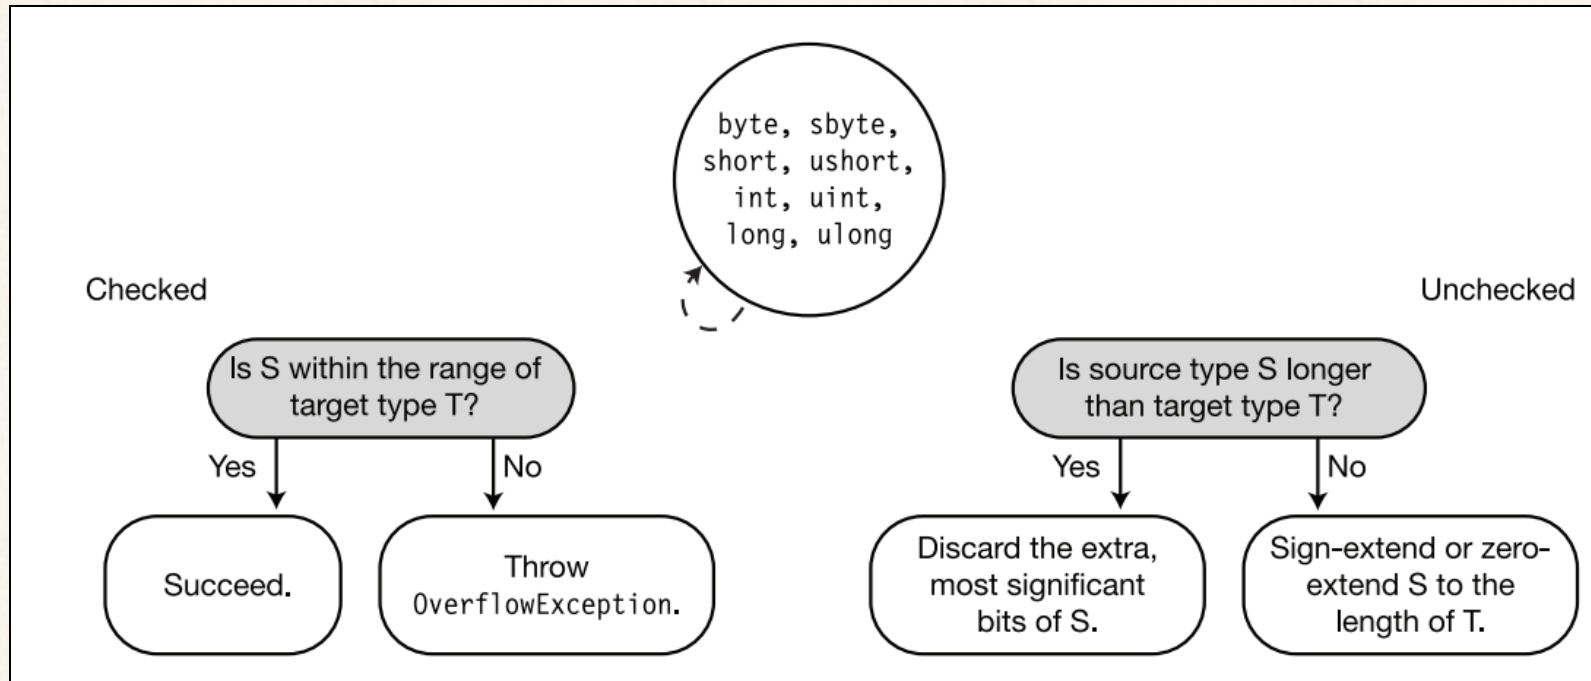 byte, sbyte,
short, ushort,
int, uint,
long, ulong
Checked
Unchecked
Is S within the range of
target type T?
Is source type S longer
than target type T?
Yes
No
Yes
No
Succeed.
Throw
OverflowException.
Discard the extra,
most significant
bits of S.
Sign-extend or zero-
extend S to the
length of T.